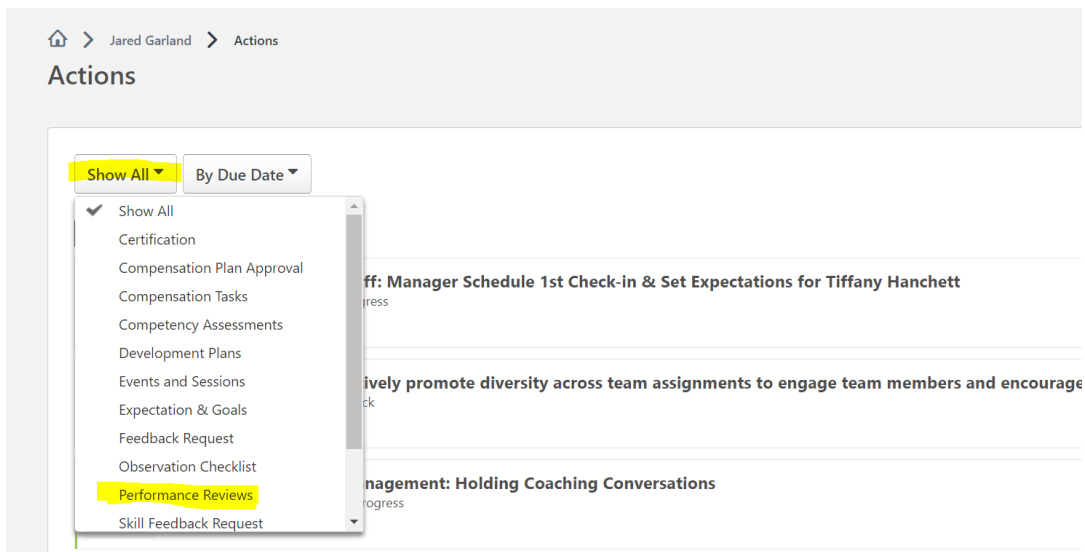 Jared Garland Actions
Actions
Show All By Due Date
Show All
Certification
Compensation Plan Approval
Compensation Tasks
Competency Assessments
Development Plans
Events and Sessions
Expectation & Goals
Feedback Request
Observation Checklist
Performance Reviews
Skill Feedback Request
ff: Manager Schedule 1st Check-in & Set Expectations for Tiffany Hanchett
gress
ively promote diversity across team assignments to engage team members and encourage
ck
nagement: Holding Coaching Conversations
rogress